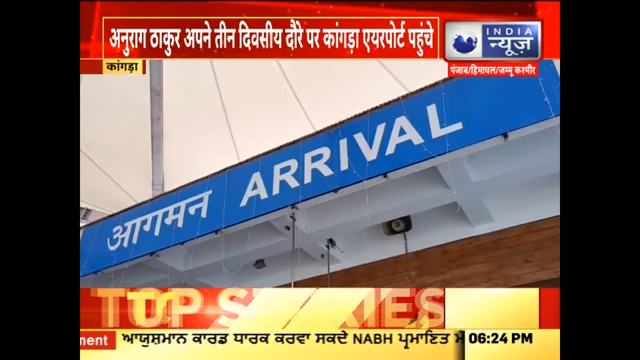 अनुराग ठाकुर अपने तीन दिवसीय दौरे पर कांगड़ा एयरपोर्ट पहुंचे
INDIA
न्यूज़
कांगड़ा
पंजाब/हिमाचल/जम्मू कश्मीर
आगमन ARRIVAL
ment ਆਯੁਸ਼ਮਾਨ ਕਾਰਡ ਧਾਰਕ ਕਰਵਾ ਸਕਦੇ NABH ਪ੍ਰਮਾਣਿਤ 06:24 PM